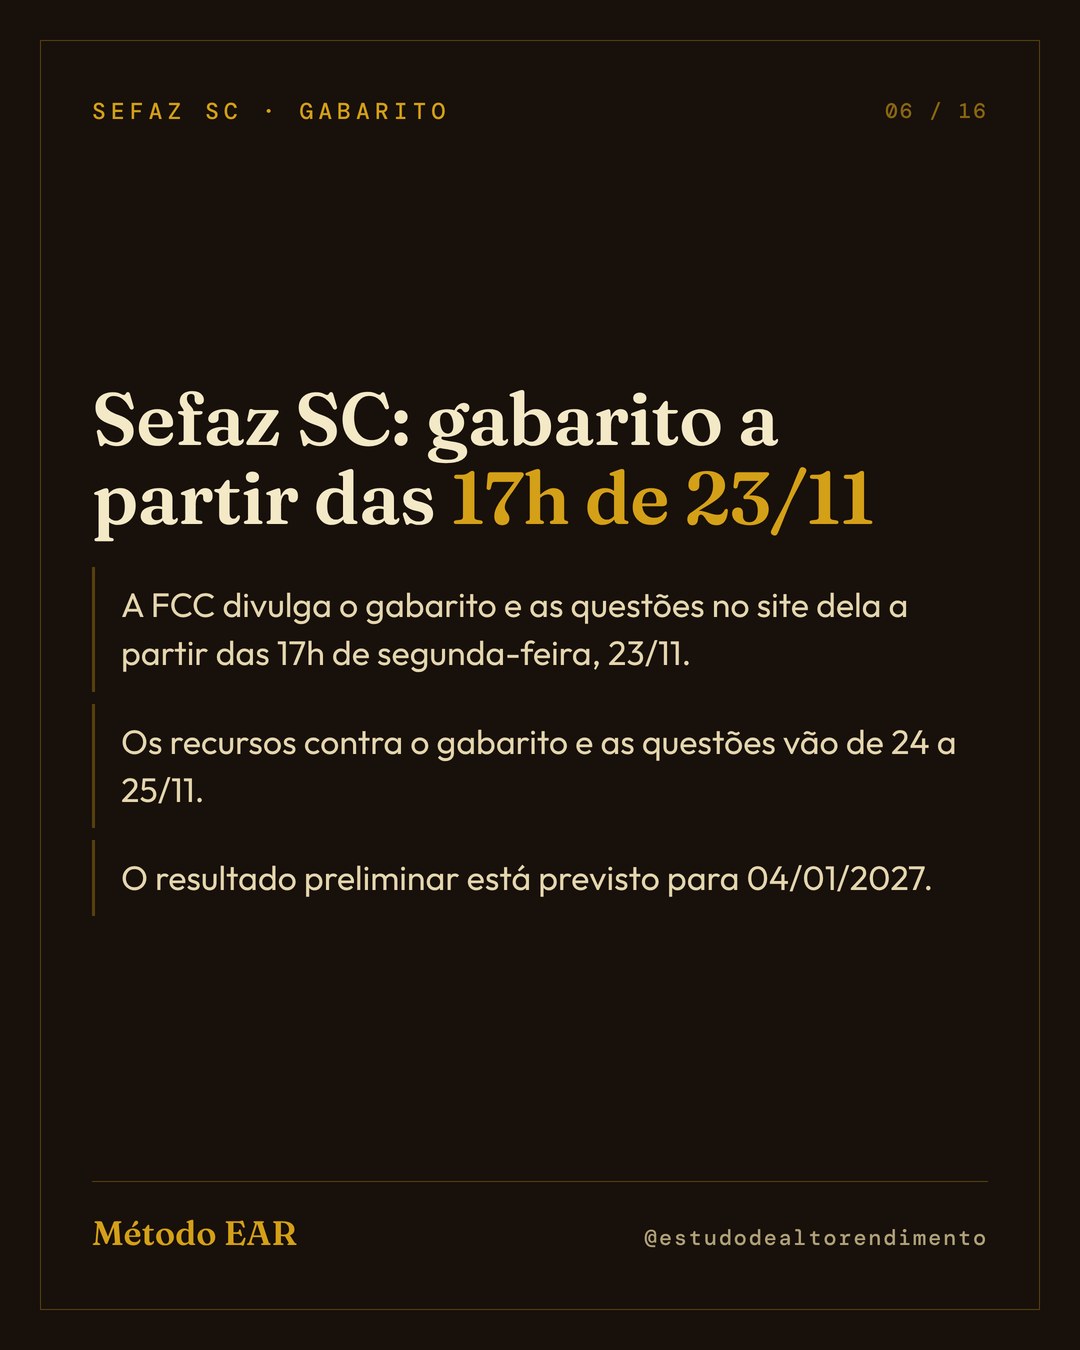 SEFAZ SC · GABARITO
06 / 16
Sefaz SC: gabarito a
partir das 17h de 23/11
A FCC divulga o gabarito e as questões no site dela a
partir das 17h de segunda-feira, 23/11.
Os recursos contra o gabarito e as questões vão de 24 a
25/11.
O resultado preliminar está previsto para 04/01/2027.
Método EAR
@estudodealtorendimento